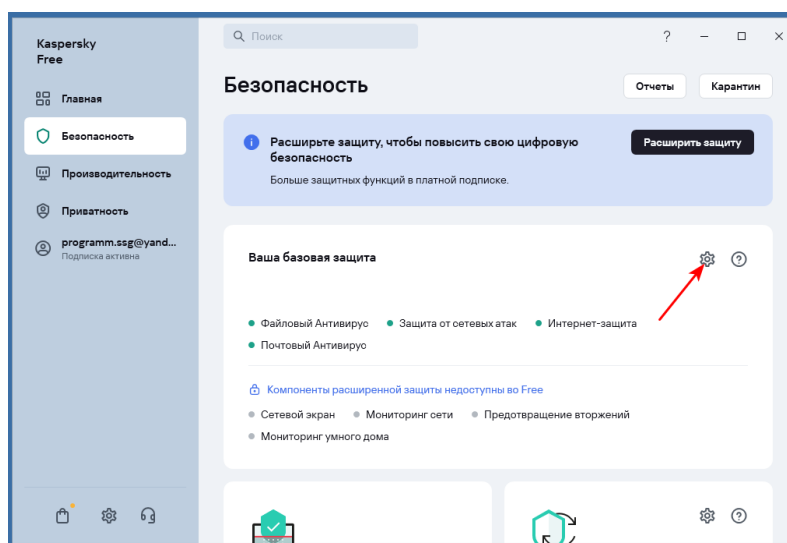 Kaspersky
Free
Поиск
?
Безопасность
Отчеты
Карантин
Главная
Безопасность
Производительность
Приватность
programm.ssg@yand...
Подписка активна
Расширьте защиту, чтобы повысить свою цифровую
безопасность
Больше защитных функций в платной подписке.
Расширить защиту
Ваша базовая защита
Файловый Антивирус
Защита от сетевых атак
Интернет-защита
Почтовый Антивирус
Компоненты расширенной защиты недоступны во Free
Сетевой экран
Мониторинг сети
Предотвращение вторжений
Мониторинг умного дома